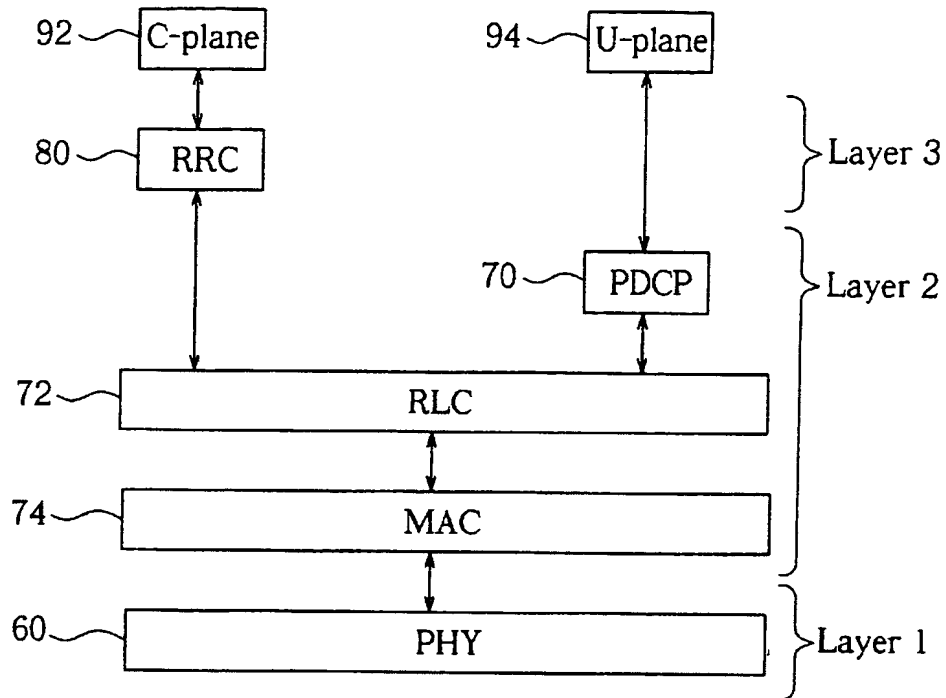 92 C-plane
94 U-plane
80 RRC
Layer 3
70 PDCP
Layer 2
72 RLC
74 MAC
60 PHY
Layer 1